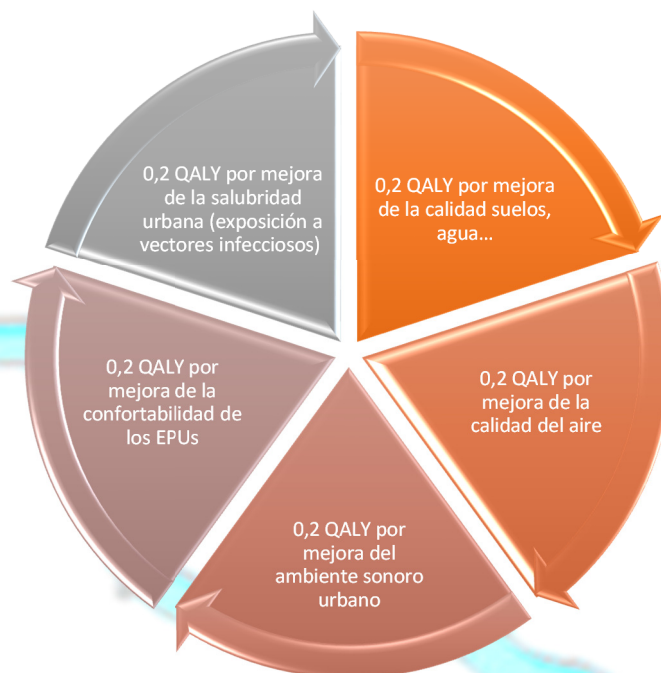 0,2 QALY por mejora
de la salubridad
urbana (exposición a
vectores infecciosos)
0,2 QALY por mejora
de la calidad suelos,
agua...
0,2 QALY por
mejora de la
calidad del aire
0,2 QALY por
mejora del
ambiente sonoro
urbano
0,2 QALY por
mejora de la
confortabilidad de
los EPUs